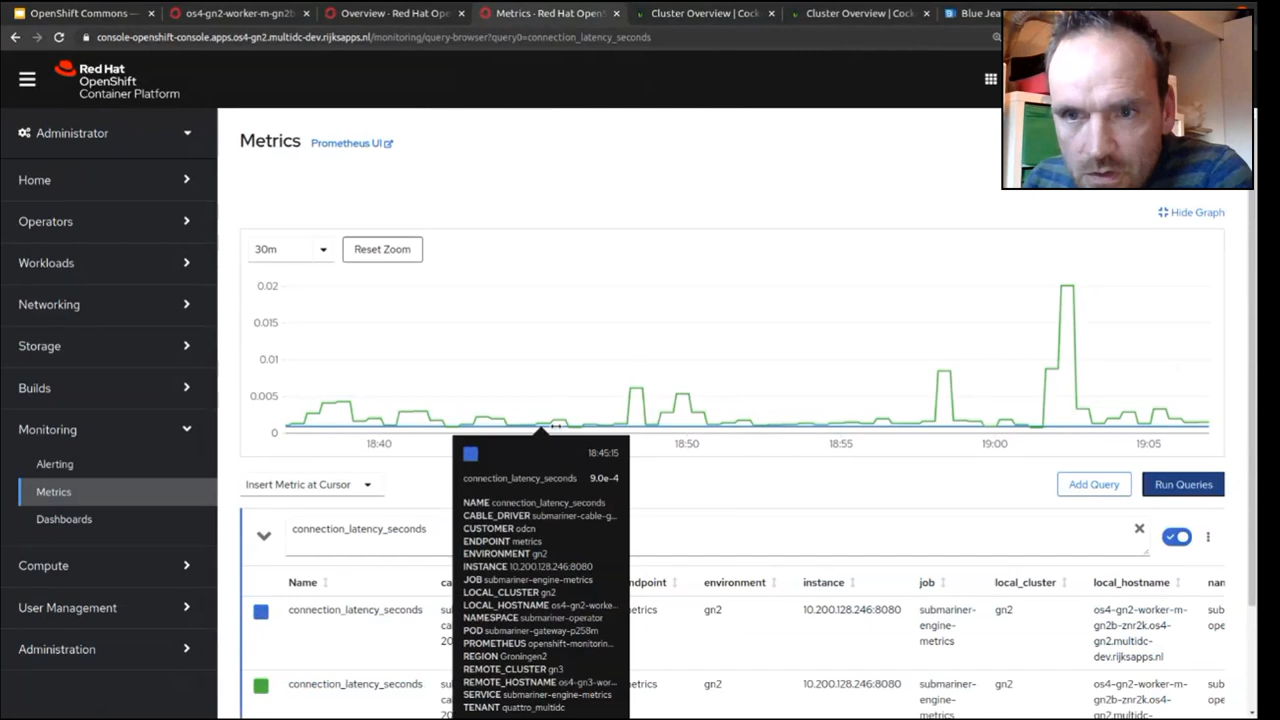 OpenShift Commons
os4-gn2-worker-m-gn2b
Overview - Red Hat Open
Metrics - Red Hat OpenS
Cluster Overview | Cock
Cluster Overview | Cock
Blue Jea
console-openshift-console.apps.os4-gn2.multidc-dev.rijksapps.nl/monitoring/query-browser?query0=connection_latency_seconds
Red Hat
OpenShift
Container Platform
Administrator
Home
Operators
Workloads
Networking
Storage
Builds
Monitoring
Alerting
Metrics
Dashboards
Compute
User Management
Administration
Metrics
Prometheus UI
Hide Graph
30m
Reset Zoom
0.02
0.015
0.01
0.005
0
18:40
18:50
18:55
19:00
19:05
18:45:15
connection_latency_seconds 9.0e-4
NAME connection_latency_seconds
CABLE_DRIVER submariner-cable-g...
CUSTOMER odcn
ENDPOINT metrics
ENVIRONMENT gn2
INSTANCE 10.200.128.246:8080
JOB submariner-engine-metrics
LOCAL_CLUSTER gn2
LOCAL_HOSTNAME os4-gn2-worke...
NAMESPACE submariner-operator
POD submariner-gateway-p258m
PROMETHEUS openshift-monitorin...
REGION Groningen2
REMOTE_CLUSTER gn3
REMOTE_HOSTNAME os4-gn3-wor...
SERVICE submariner-engine-metrics
TENANT quattro_multidc
Insert Metric at Cursor
Add Query
Run Queries
connection_latency_seconds
Name
environment
instance
job
local_cluster
local_hostname
connection_latency_seconds
etrics
gn2
10.200.128.246:8080
submariner-
engine-
metrics
gn2
os4-gn2-worker-m-
gn2b-znr2k.os4-
gn2.multidc-
dev.rijksapps.nl
connection_latency_seconds
etrics
gn2
10.200.128.246:8080
submariner-
engine-
gn2
os4-gn2-worker-m-
gn2b-znr2k.os4-